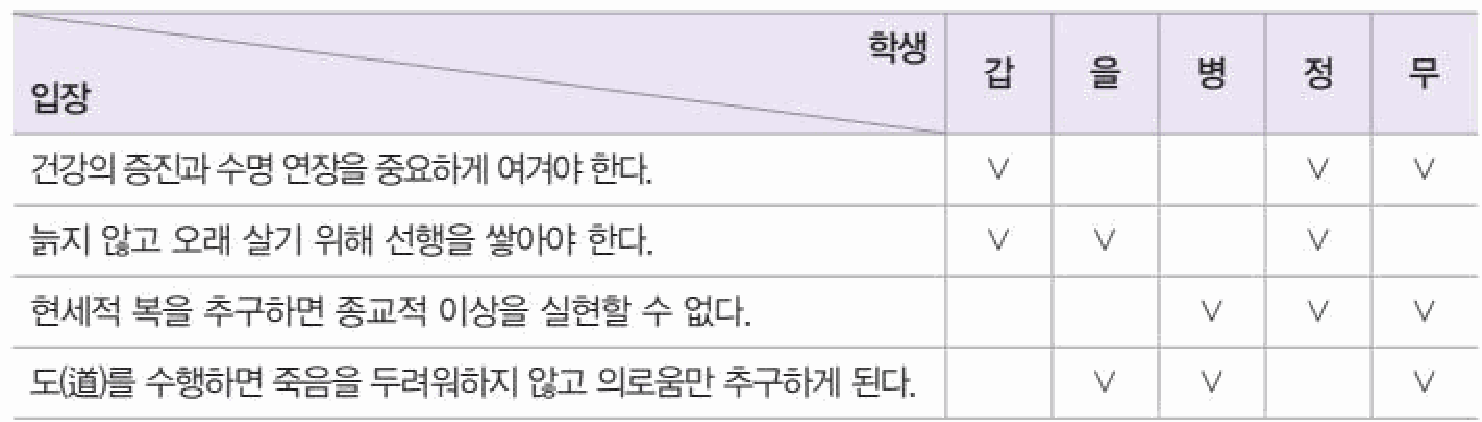 학생
입장 갑 을 병 정 무
건강의 증진과 수명 연장을 중요하게 여겨야 한다. ∨ ∨ ∨
늙지 않고 오래 살기 위해 선행을 쌓아야 한다. ∨ ∨ ∨
현세적 복을 추구하면 종교적 이상을 실현할 수 없다. ∨ ∨ ∨
도(道)를 수행하면 죽음을 두려워하지 않고 의로움만 추구하게 된다. ∨ ∨ ∨